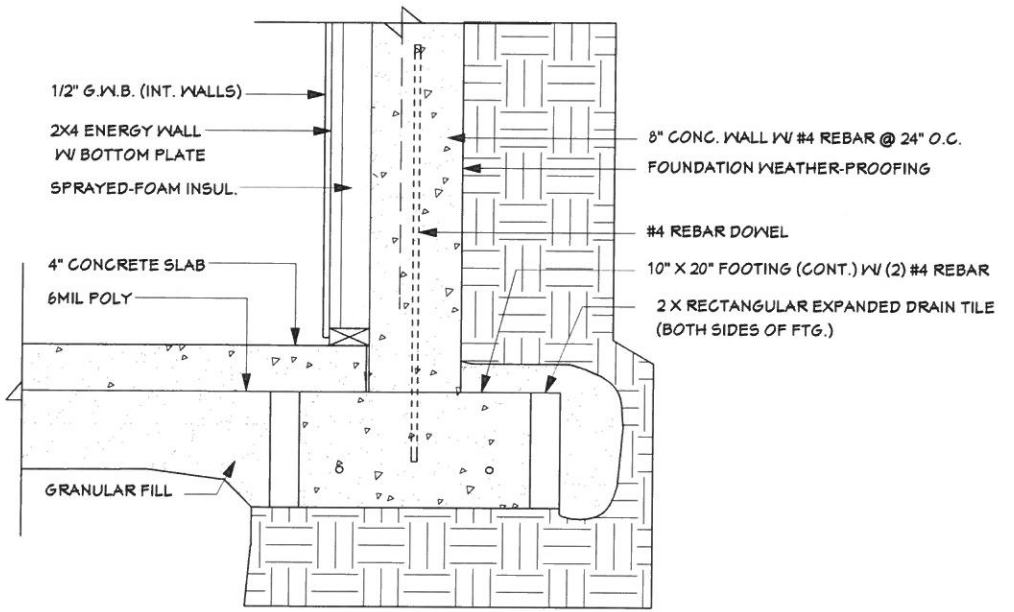 1/2" G.W.B. (INT. WALLS)
2X4 ENERGY WALL
W/ BOTTOM PLATE
SPRAYED-FOAM INSUL.
4" CONCRETE SLAB
6MIL POLY
GRANULAR FILL
8" CONC. WALL W/ #4 REBAR @ 24" O.C.
FOUNDATION WEATHER-PROOFING
#4 REBAR DOWEL
10" X 20" FOOTING (CONT.) W/ (2) #4 REBAR
2 X RECTANGULAR EXPANDED DRAIN TILE
(BOTH SIDES OF FTG.)